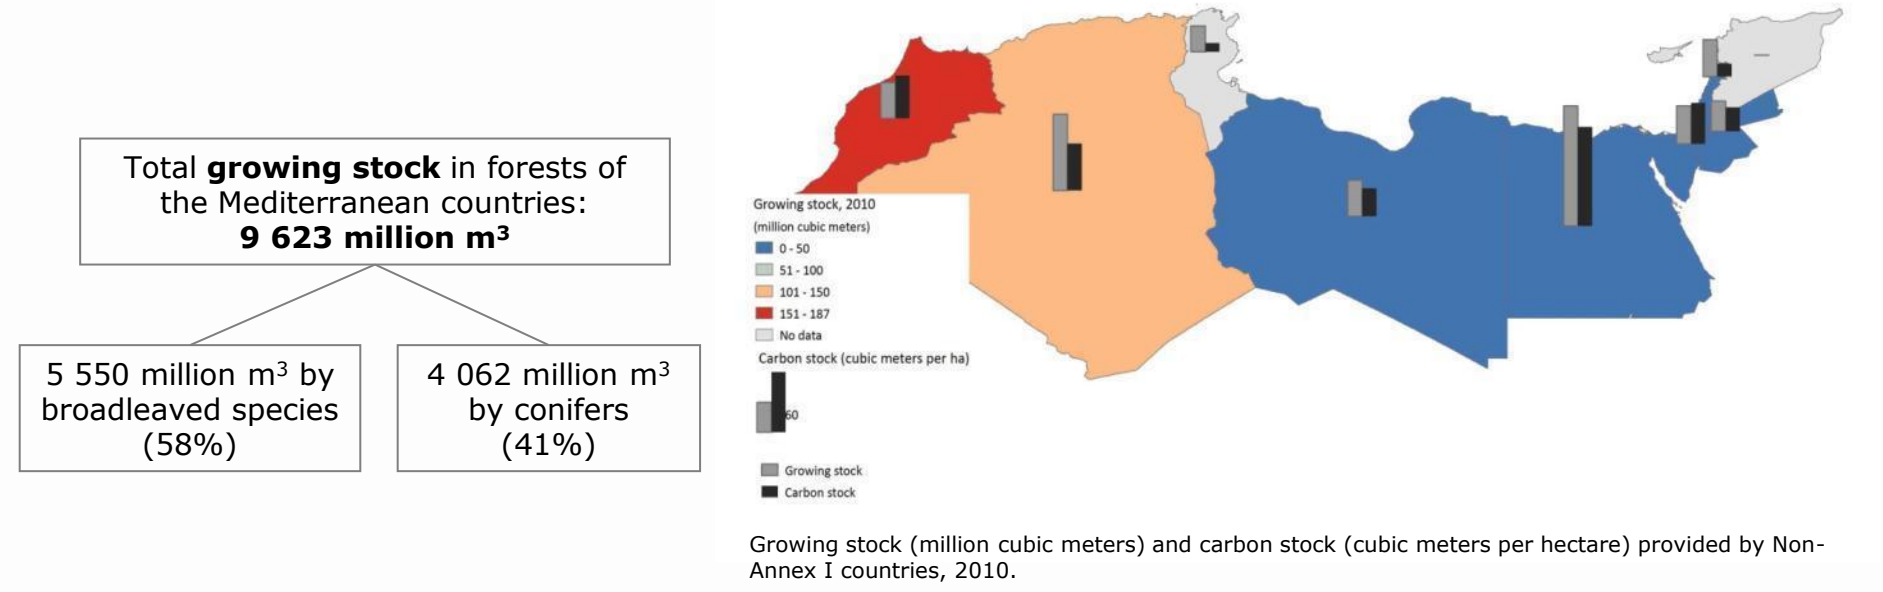 Total growing stock in forests of
the Mediterranean countries:
9 623 million m³
5 550 million m³ by
broadleaved species
(58%)
4 062 million m³
by conifers
(41%)
Growing stock, 2010
(million cubic meters)
0 - 50
51 - 100
101 - 150
151 - 187
No data
Carbon stock (cubic meters per ha)
60
Growing stock
Carbon stock
Growing stock (million cubic meters) and carbon stock (cubic meters per hectare) provided by Non-
Annex I countries, 2010.